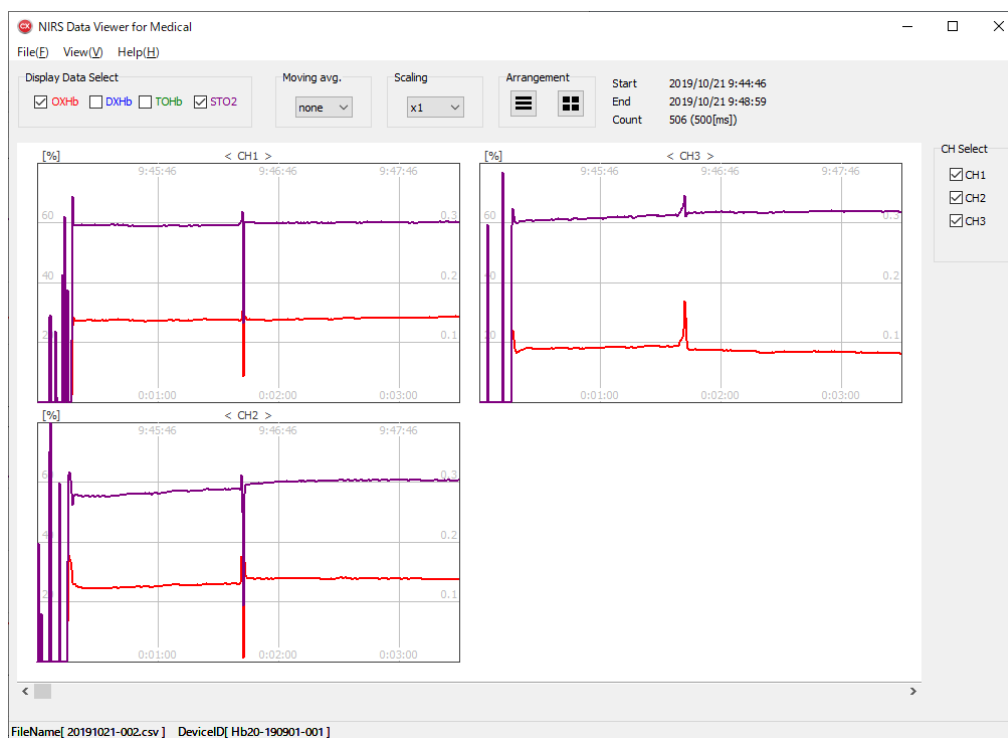 NIRS Data Viewer for Medical
File(F) View(V) Help(H)
Display Data Select
OXHb DXHb TOHb STO2
Moving avg.
none
Scaling
x1
Arrangement
Start 2019/10/21 9:44:46
End 2019/10/21 9:48:59
Count 506 (500[ms])
[%] < CH1 >
9:45:46 9:46:46 9:47:46
60 0.3
40 0.2
20 0.1
0:01:00 0:02:00 0:03:00
[%] < CH3 >
9:45:46 9:46:46 9:47:46
60 0.3
40 0.2
20 0.1
0:01:00 0:02:00 0:03:00
CH Select
CH1
CH2
CH3
[%] < CH2 >
9:45:46 9:46:46 9:47:46
60 0.3
40 0.2
20 0.1
0:01:00 0:02:00 0:03:00
FileName[ 20191021-002.csv ] DeviceID[ Hb20-190901-001 ]